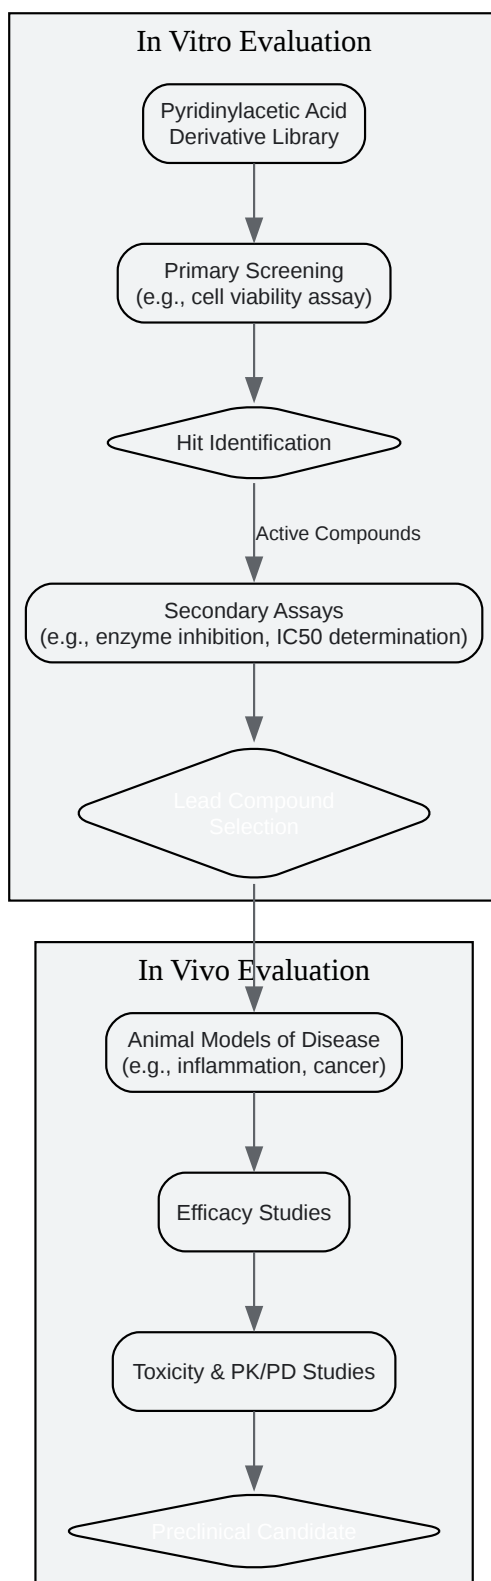 In Vitro Evaluation
Pyridinylacetic Acid
Derivative Library
Primary Screening
(e.g., cell viability assay)
Hit Identification
Active Compounds
Secondary Assays
(e.g., enzyme inhibition, IC50 determination)
Lead Compound
Selection
In Vivo Evaluation
Animal Models of Disease
(e.g., inflammation, cancer)
Efficacy Studies
Toxicity & PK/PD Studies
Preclinical Candidate